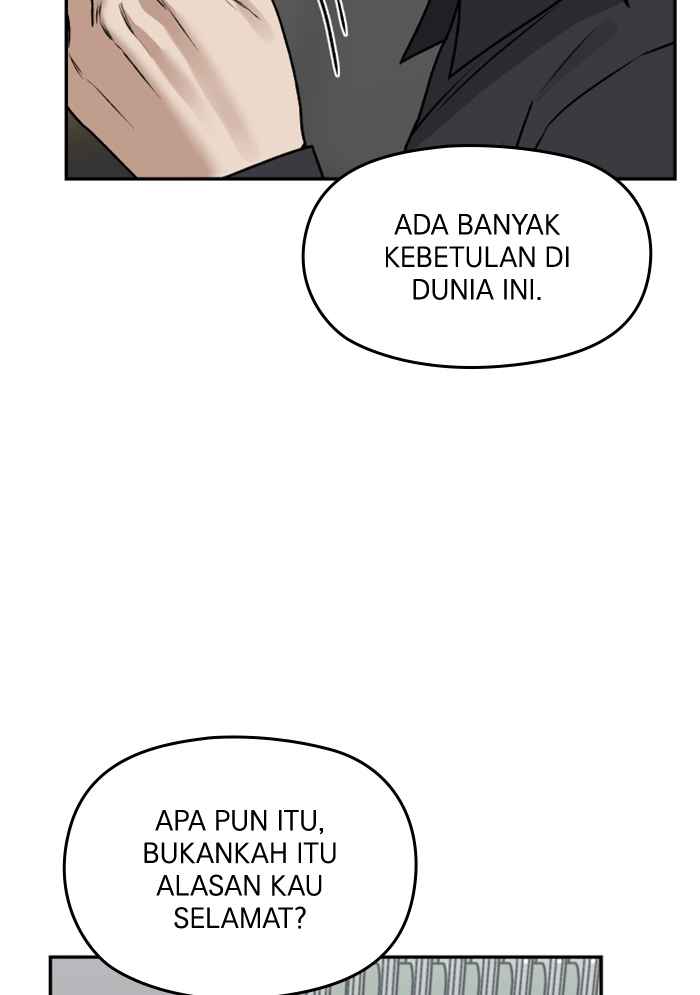 ADA BANYAK
KEBETULAN DI
DUNIA INI.
APA PUN ITU,
BUKANKAH ITU
ALASAN KAU
SELAMAT?